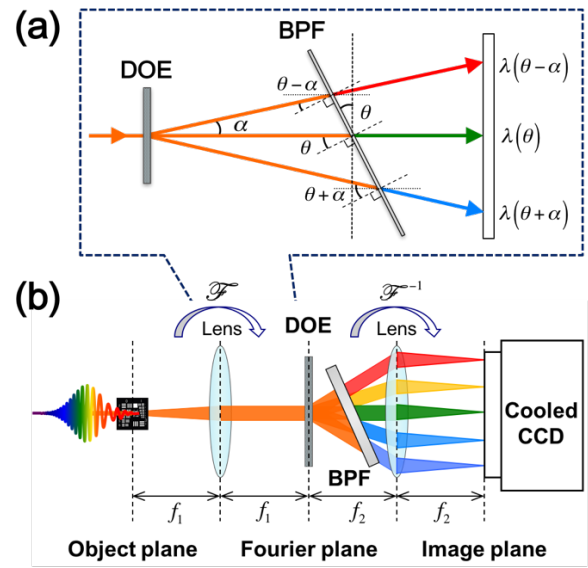 (a)
BPF
DOE
θ−α
α
θ
θ
θ+α
λ(θ−α)
λ(θ)
λ(θ+α)
(b)
ℱ
ℱ⁻¹
Lens
DOE
Lens
BPF
Cooled
CCD
f₁
f₁
f₂
f₂
Object plane
Fourier plane
Image plane